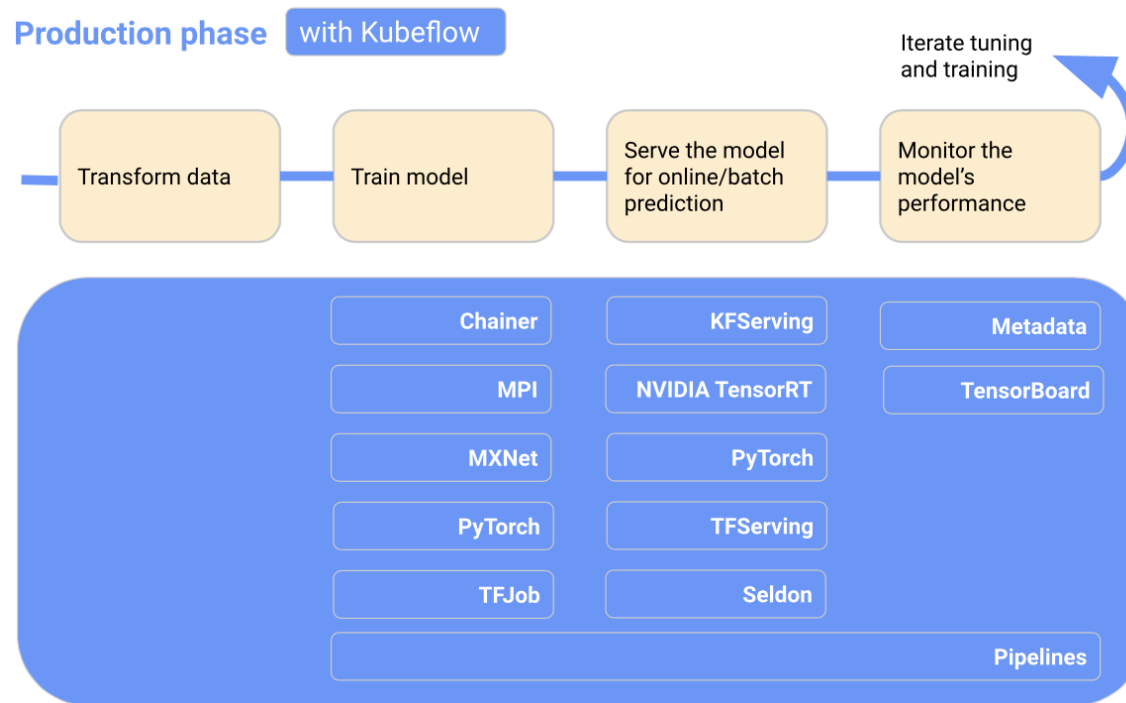 Production phase
with Kubeflow
Iterate tuning
and training
Transform data
Train model
Serve the model
for online/batch
prediction
Monitor the
model's
performance
Chainer
KFServing
Metadata
MPI
NVIDIA TensorRT
TensorBoard
MXNet
PyTorch
PyTorch
TFServing
TFJob
Seldon
Pipelines